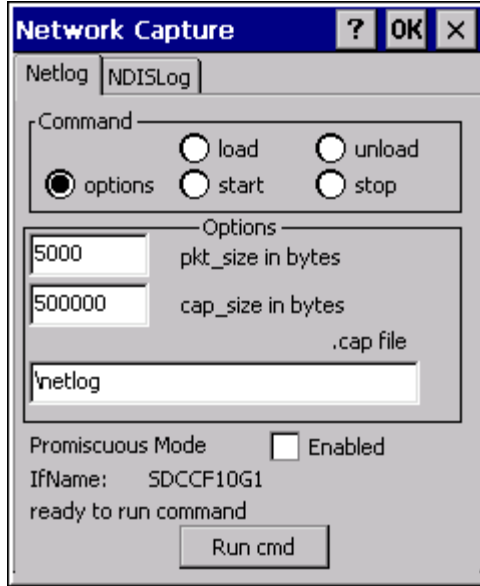 Network Capture ? OK ×
Netlog NDISLog
Command
load unload
options start stop
Options
5000 pkt_size in bytes
500000 cap_size in bytes
.cap file
\netlog
Promiscuous Mode Enabled
IfName: SDCCF10G1
ready to run command
Run cmd